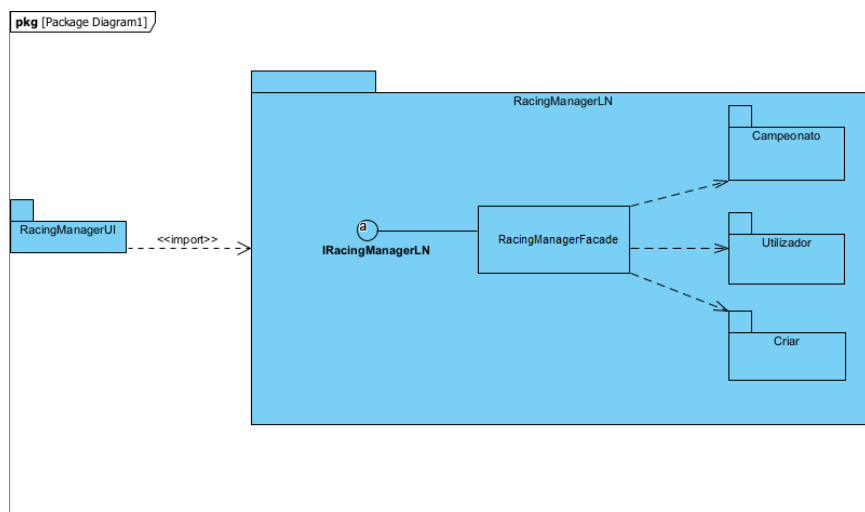 pkg [Package Diagram1]
RacingManagerLN
Campeonato
RacingManagerUI
<<import>>
a
IRacingManagerLN
RacingManagerFacade
Utilizador
Criar